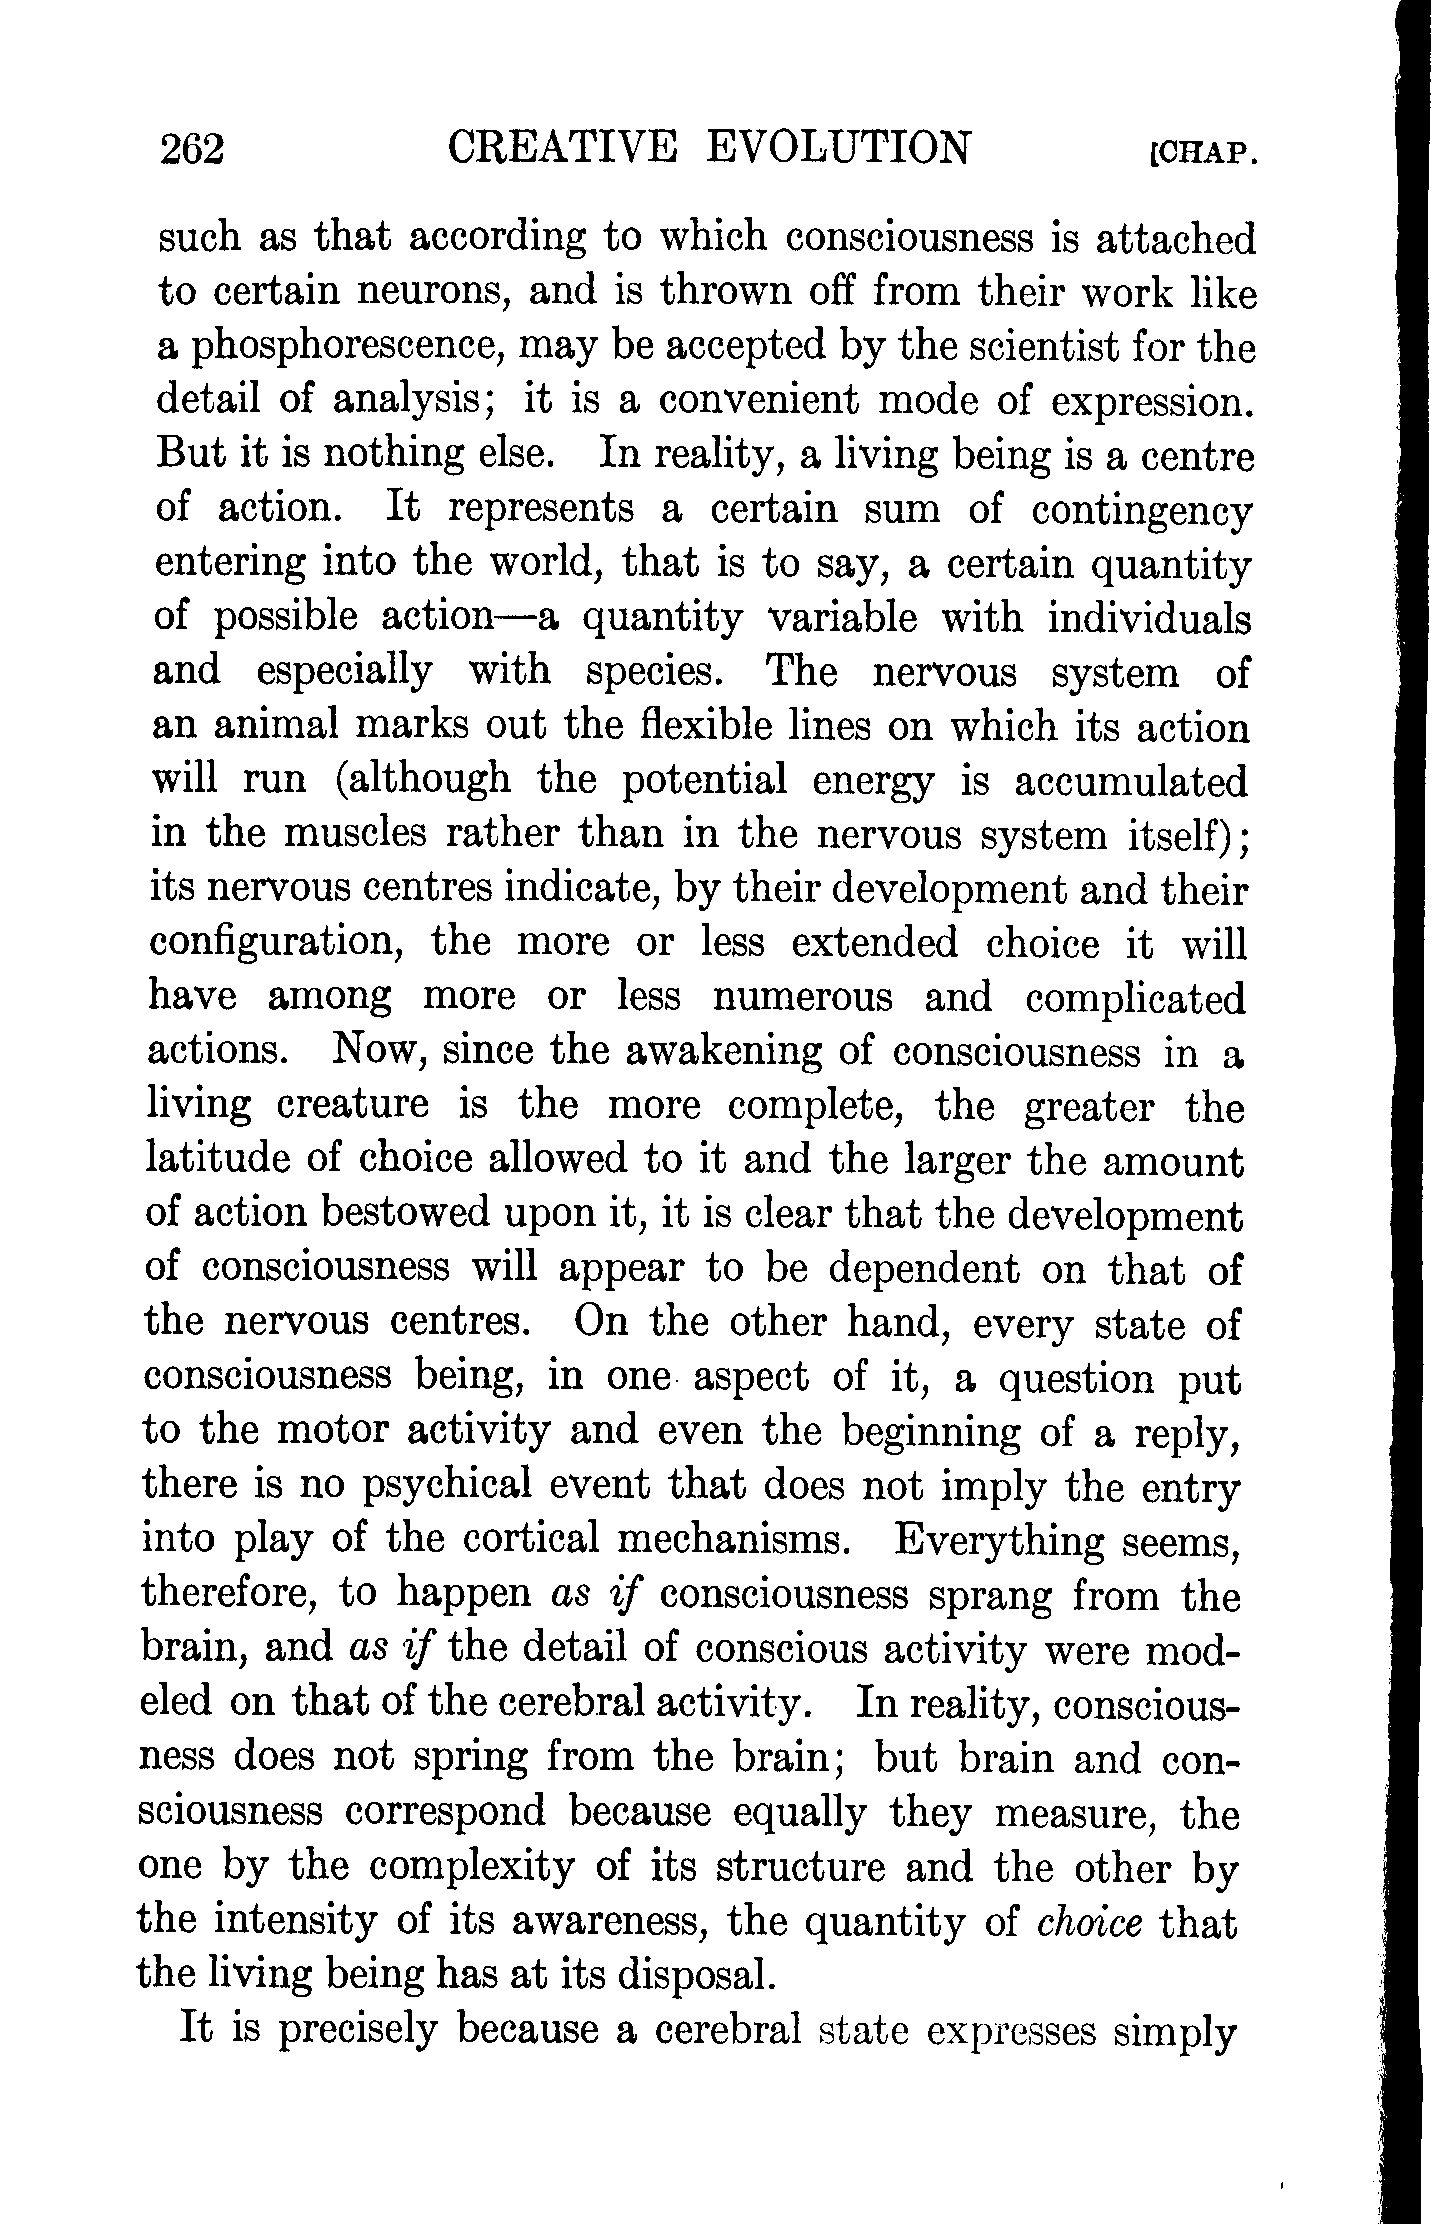 262 CREATIVE EVOLUTION [CHAP.
such as that according to which consciousness is attached
to certain neurons, and is thrown off from their work like
a phosphorescence, may be accepted by the scientist for the
detail of analysis; it is a convenient mode of expression.
But it is nothing else. In reality, a living being is a centre
of action. It represents a certain sum of contingency
entering into the world, that is to say, a certain quantity
of possible action—a quantity variable with individuals
and especially with species. The nervous system of
an animal marks out the flexible lines on which its action
will run (although the potential energy is accumulated
in the muscles rather than in the nervous system itself);
its nervous centres indicate, by their development and their
configuration, the more or less extended choice it will
have among more or less numerous and complicated
actions. Now, since the awakening of consciousness in a
living creature is the more complete, the greater the
latitude of choice allowed to it and the larger the amount
of action bestowed upon it, it is clear that the development
of consciousness will appear to be dependent on that of
the nervous centres. On the other hand, every state of
consciousness being, in one aspect of it, a question put
to the motor activity and even the beginning of a reply,
there is no psychical event that does not imply the entry
into play of the cortical mechanisms. Everything seems,
therefore, to happen as if consciousness sprang from the
brain, and as if the detail of conscious activity were mod-
eled on that of the cerebral activity. In reality, conscious-
ness does not spring from the brain; but brain and con-
sciousness correspond because equally they measure, the
one by the complexity of its structure and the other by
the intensity of its awareness, the quantity of choice that
the living being has at its disposal.
It is precisely because a cerebral state expresses simply